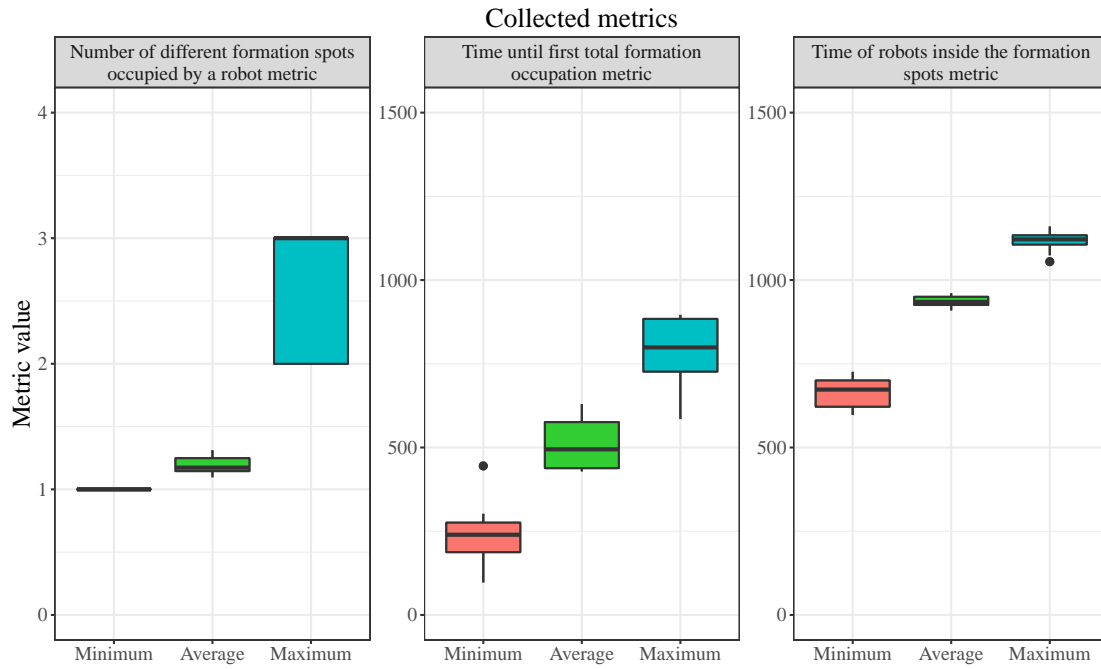 Collected metrics
Number of different formation spots
occupied by a robot metric
Time until first total formation
occupation metric
Time of robots inside the formation
spots metric
Metric value
4
3
2
1
0
1500
1000
500
0
1500
1000
500
0
Minimum Average Maximum
Minimum Average Maximum
Minimum Average Maximum